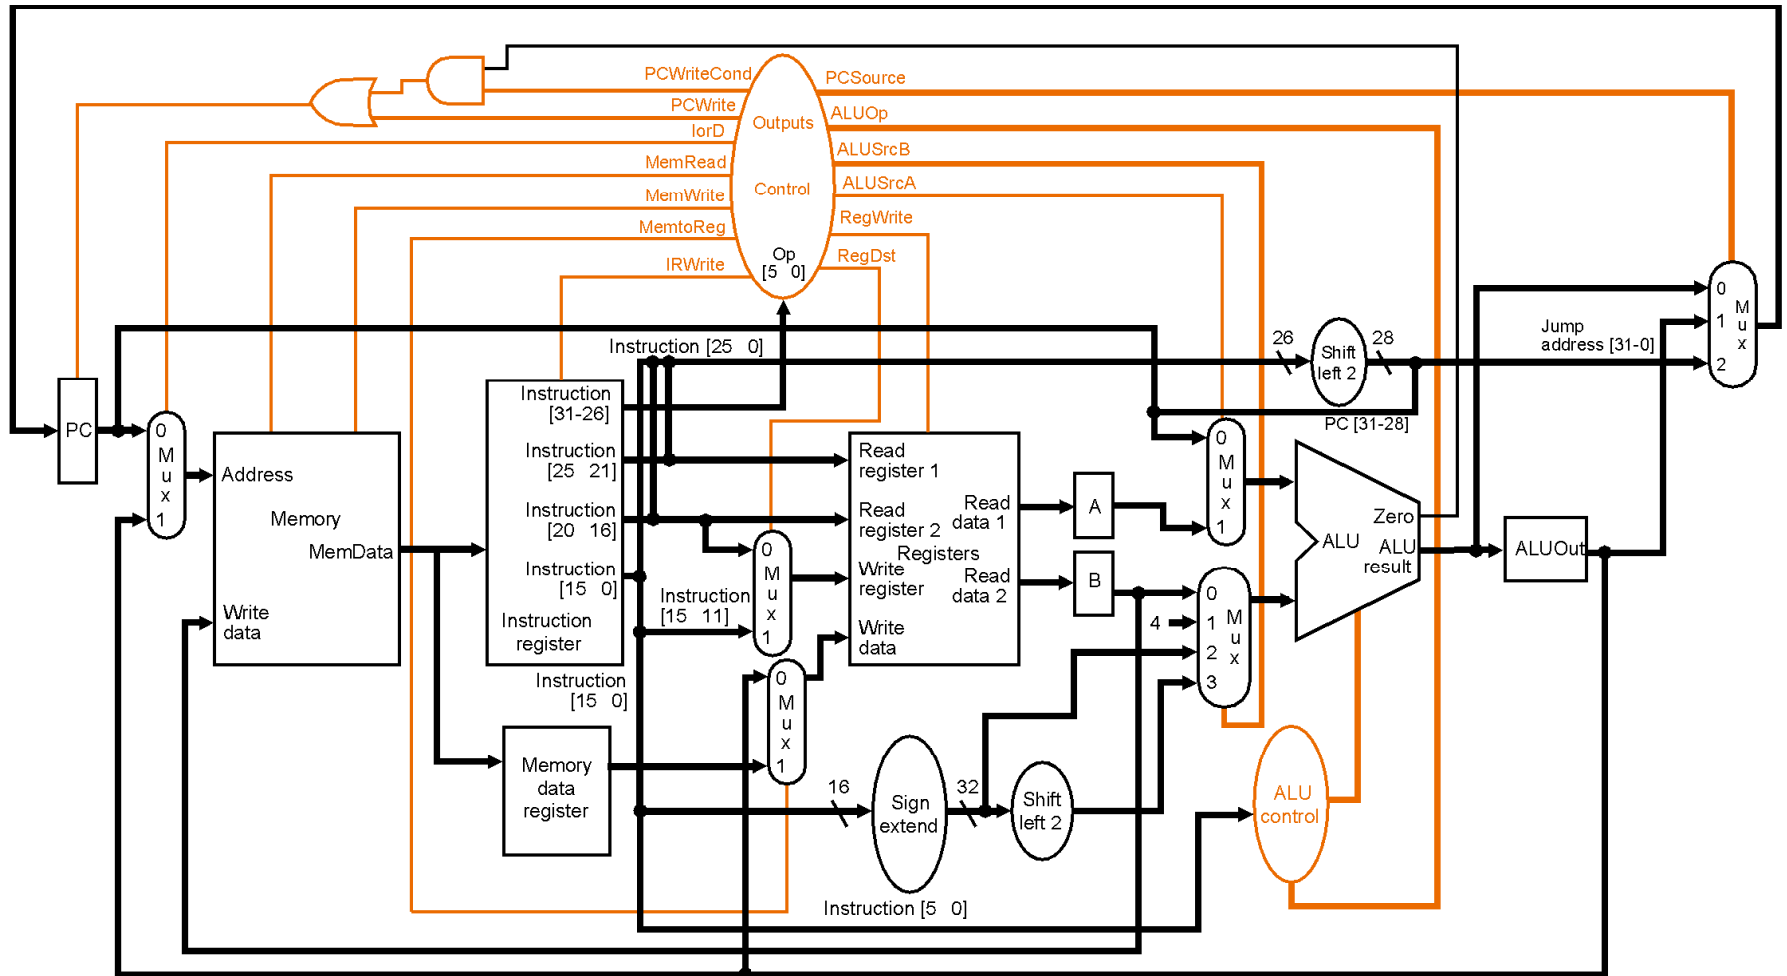 PCWriteCond
PCSource
PCWrite
ALUOp
IorD
Outputs
ALUSrcB
MemRead
Control
ALUSrcA
MemWrite
RegWrite
MemtoReg
Op
[5 0]
RegDst
IRWrite
Instruction [25 0]
26
Shift
left 2
28
Jump
address [31-0]
0
1
2
M
u
x
PC [31-28]
PC
0
M
u
x
1
Address
Memory
MemData
Write
data
Instruction
[31-26]
Instruction
[25 21]
Instruction
[20 16]
Instruction
[15 0]
Instruction
register
Instruction
[15 11]
0
M
u
x
1
Read
register 1
Read
register 2
Registers
Write
register
Write
data
Read
data 1
Read
data 2
A
B
0
M
u
x
1
4
0
1
2
3
M
u
x
Zero
ALU
ALU
result
ALUOut
Instruction
[15 0]
0
M
u
x
1
Memory
data
register
16
Sign
extend
32
Shift
left 2
ALU
control
Instruction [5 0]